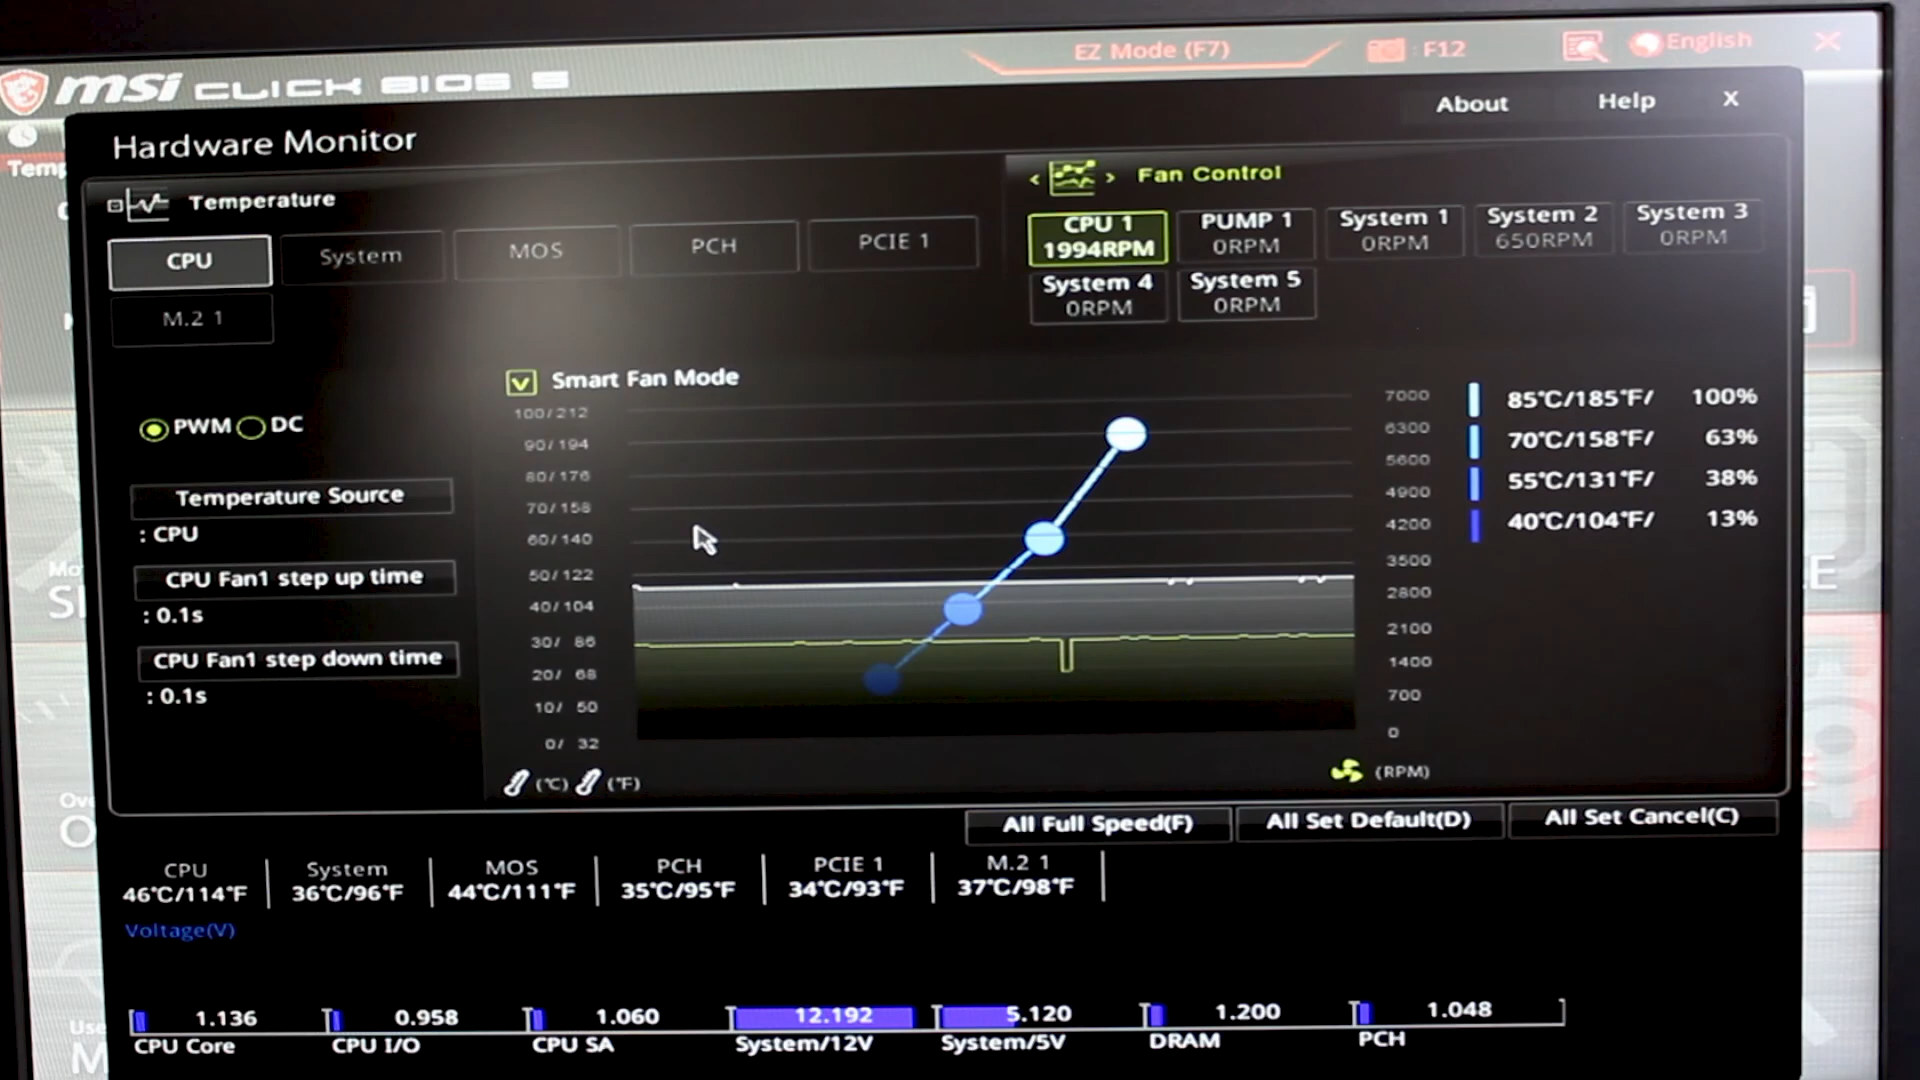 msi CLICK BIOS 5
EZ Mode (F7)
F12
English
About
Help
X
Hardware Monitor
Temp
Temperature
Fan Control
CPU
System
MOS
PCH
PCIE 1
M.2 1
CPU 1
1994RPM
PUMP 1
0RPM
System 1
0RPM
System 2
650RPM
System 3
0RPM
System 4
0RPM
System 5
0RPM
Smart Fan Mode
PWM
DC
Temperature Source
: CPU
CPU Fan1 step up time
: 0.1s
CPU Fan1 step down time
: 0.1s
100/212
90/194
80/176
70/158
60/140
50/122
40/104
30/ 86
20/ 68
10/ 50
0/ 32
7000
6300
5600
4900
4200
3500
2800
2100
1400
700
0
(℃)
(℉)
(RPM)
85℃/185℉/ 100%
70℃/158℉/ 63%
55℃/131℉/ 38%
40℃/104℉/ 13%
All Full Speed(F)
All Set Default(D)
All Set Cancel(C)
CPU
46℃/114℉
System
36℃/96℉
MOS
44℃/111℉
PCH
35℃/95℉
PCIE 1
34℃/93℉
M.2 1
37℃/98℉
Voltage(V)
1.136
CPU Core
0.958
CPU I/O
1.060
CPU SA
12.192
System/12V
5.120
System/5V
1.200
DRAM
1.048
PCH